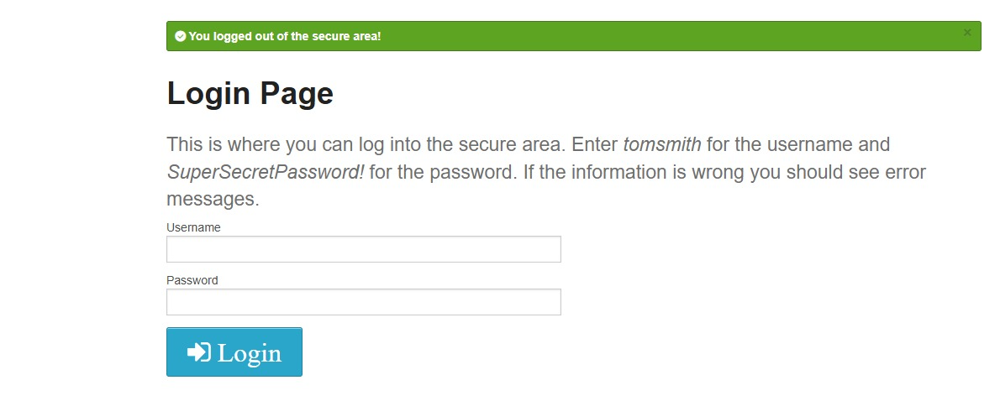 You logged out of the secure area!
×
Login Page
This is where you can log into the secure area. Enter tomsmith for the username and
SuperSecretPassword! for the password. If the information is wrong you should see error
messages.
Username
Password
Login